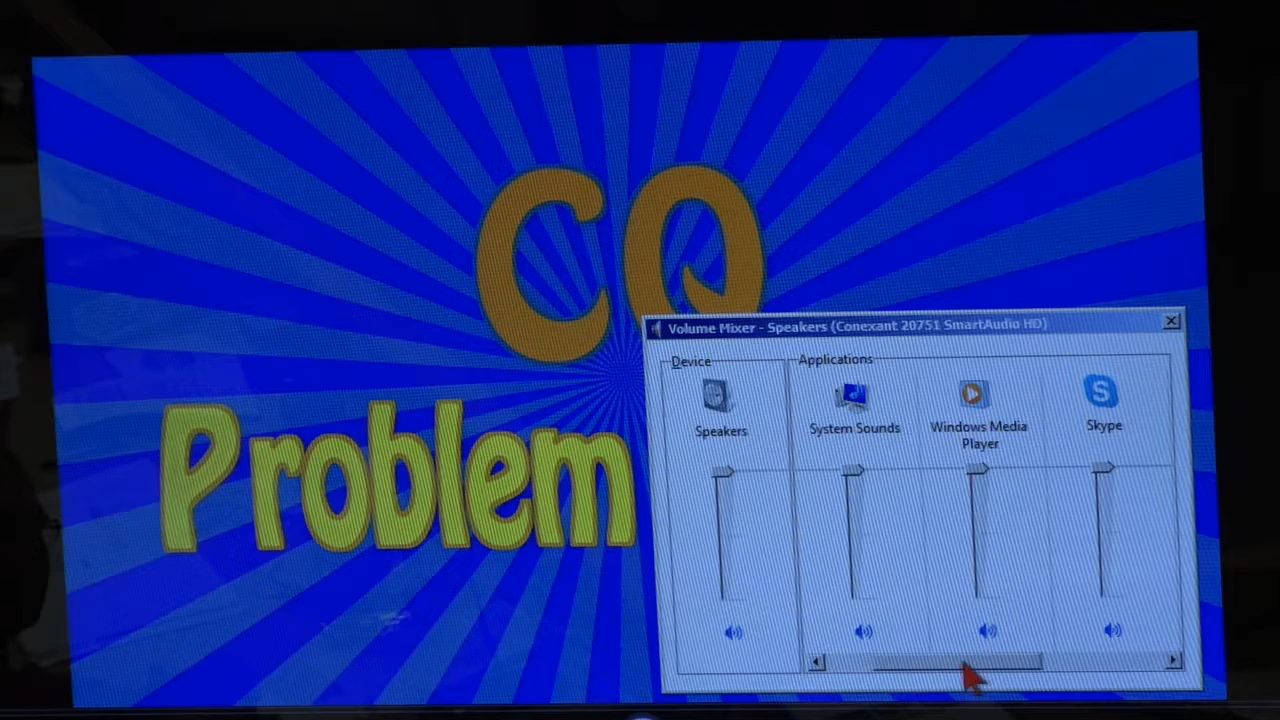 CQ
Problem
Volume Mixer - Speakers (Conexant 20751 SmartAudio HD)
Device
Applications
Speakers
System Sounds
Windows Media
Player
Skype